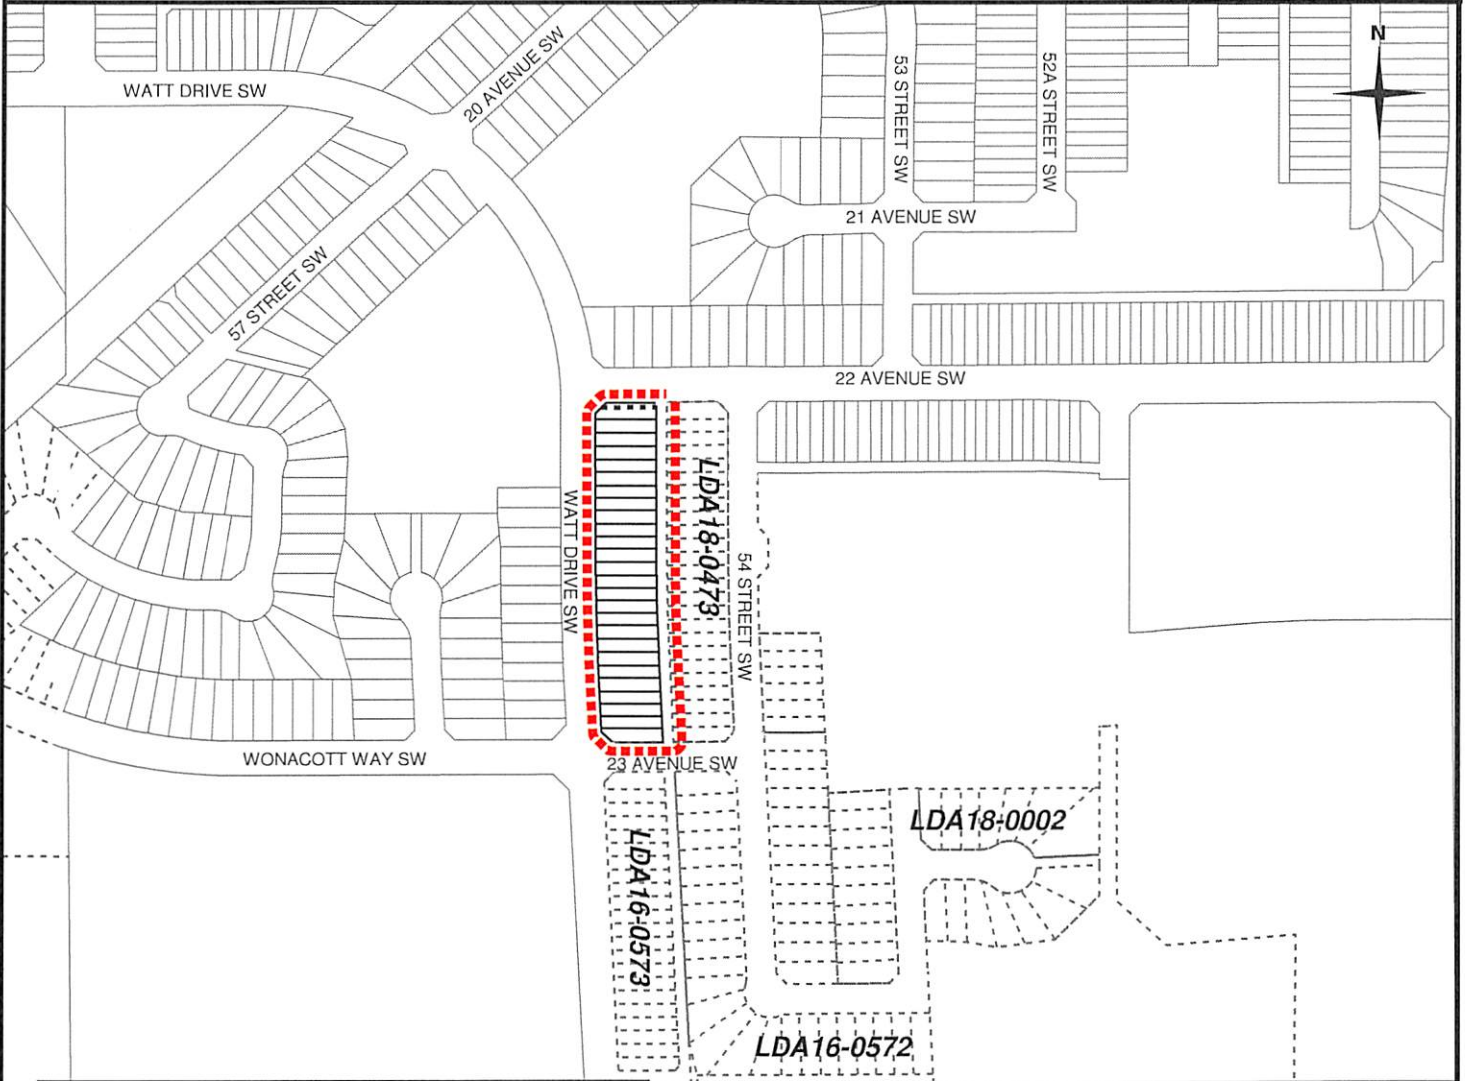 N
WATT DRIVE SW
20 AVENUE SW
53 STREET SW
52A STREET SW
21 AVENUE SW
57 STREET SW
22 AVENUE SW
WATT DRIVE SW
LDA18-0473
54 STREET SW
WONACOTT WAY SW
23 AVENUE SW
LDA18-0002
LDA16-0573
LDA16-0572